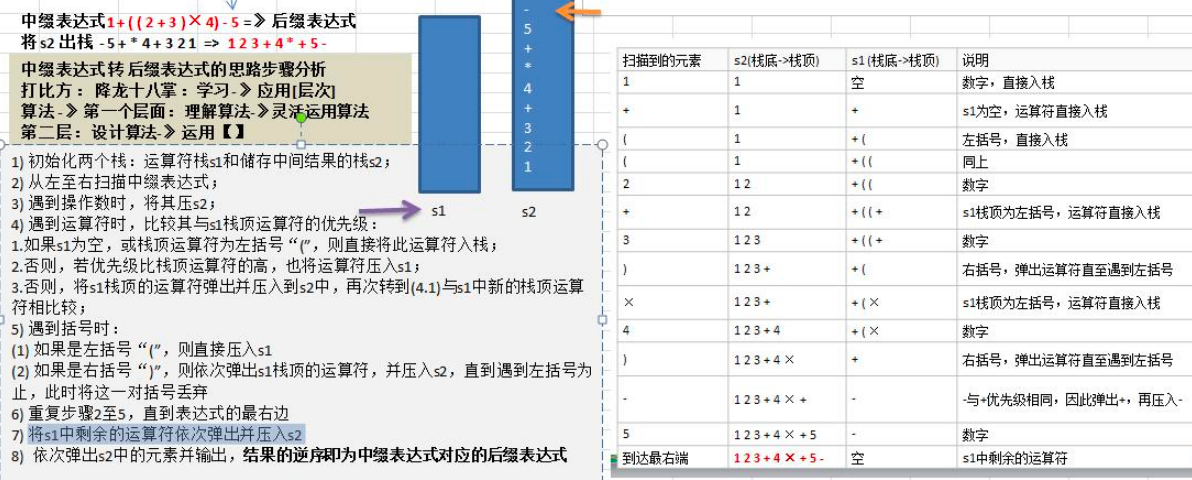 中缀表达式1+((2+3)×4)-5=》后缀表达式
将s2出栈 -5+*4+321 => 123+4*+5-
中缀表达式转后缀表达式的思路步骤分析
打比方：降龙十八掌：学习-》应用[层次]
算法-》第一个层面：理解算法-》灵活运用算法
第二层：设计算法-》运用【】
1) 初始化两个栈：运算符栈s1和储存中间结果的栈s2；
2) 从左至右扫描中缀表达式；
3) 遇到操作数时，将其压s2；
4) 遇到运算符时，比较其与s1栈顶运算符的优先级：
1.如果s1为空，或栈顶运算符为左括号“(”，则直接将此运算符入栈；
2.否则，若优先级比栈顶运算符的高，也将运算符压入s1；
3.否则，将s1栈顶的运算符弹出并压入到s2中，再次转到(4.1)与s1中新的栈顶运算
符相比较；
5) 遇到括号时：
(1) 如果是左括号“(”，则直接压入s1
(2) 如果是右括号“)”，则依次弹出s1栈顶的运算符，并压入s2，直到遇到左括号为
止，此时将这一对括号丢弃
6) 重复步骤2至5，直到表达式的最右边
7) 将s1中剩余的运算符依次弹出并压入s2
8) 依次弹出s2中的元素并输出，结果的逆序即为中缀表达式对应的后缀表达式
s1
-
5
+
*
4
+
3
2
1
s2
扫描到的元素 s2(栈底->栈顶) s1 (栈底->栈顶) 说明
1 1 空 数字，直接入栈
+ 1 + s1为空，运算符直接入栈
( 1 + ( 左括号，直接入栈
( 1 + ( ( 同上
2 1 2 + ( ( 数字
+ 1 2 + ( ( + s1栈顶为左括号，运算符直接入栈
3 1 2 3 + ( ( + 数字
) 1 2 3 + + ( 右括号，弹出运算符直至遇到左括号
× 1 2 3 + + ( × s1栈顶为左括号，运算符直接入栈
4 1 2 3 + 4 + ( × 数字
) 1 2 3 + 4 × + 右括号，弹出运算符直至遇到左括号
- 1 2 3 + 4 × + - -与+优先级相同，因此弹出+，再压入-
5 1 2 3 + 4 × + 5 - 数字
到达最右端 1 2 3 + 4 × + 5 - 空 s1中剩余的运算符